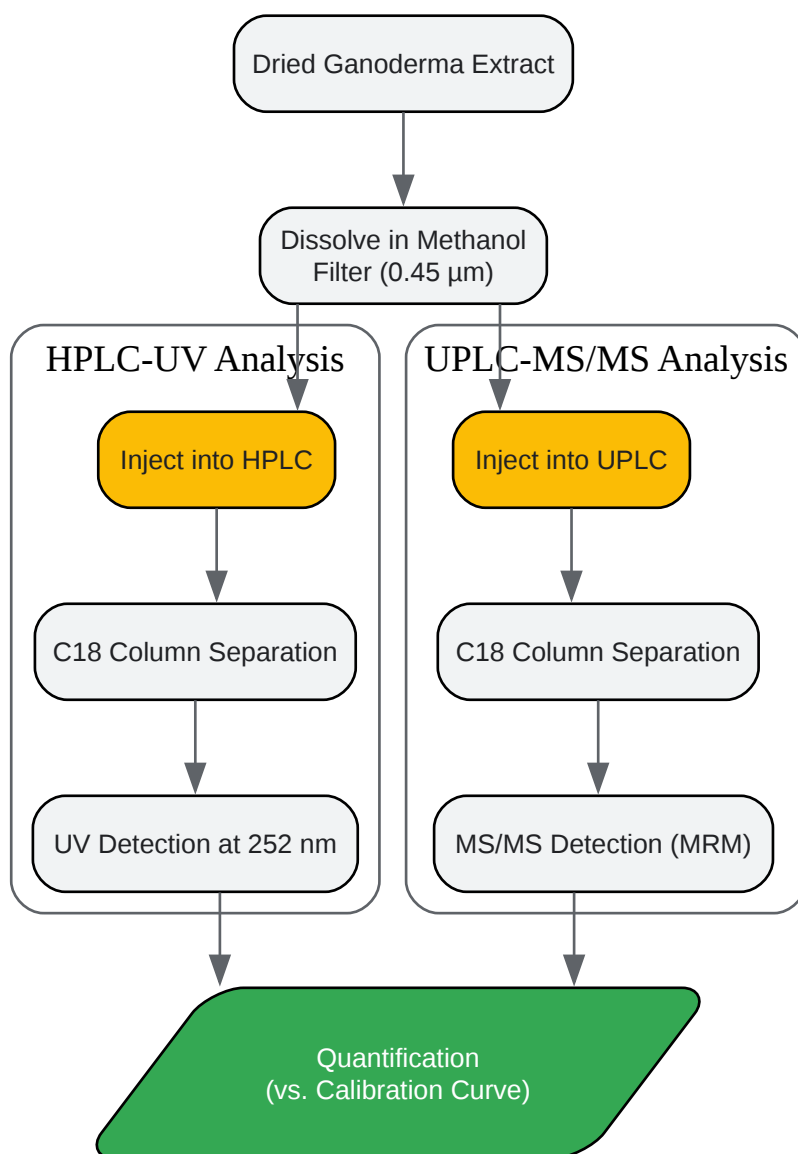 Dried Ganoderma Extract
Dissolve in Methanol
Filter (0.45 µm)
HPLC-UV Analysis
Inject into HPLC
C18 Column Separation
UV Detection at 252 nm
UPLC-MS/MS Analysis
Inject into UPLC
C18 Column Separation
MS/MS Detection (MRM)
Quantification
(vs. Calibration Curve)